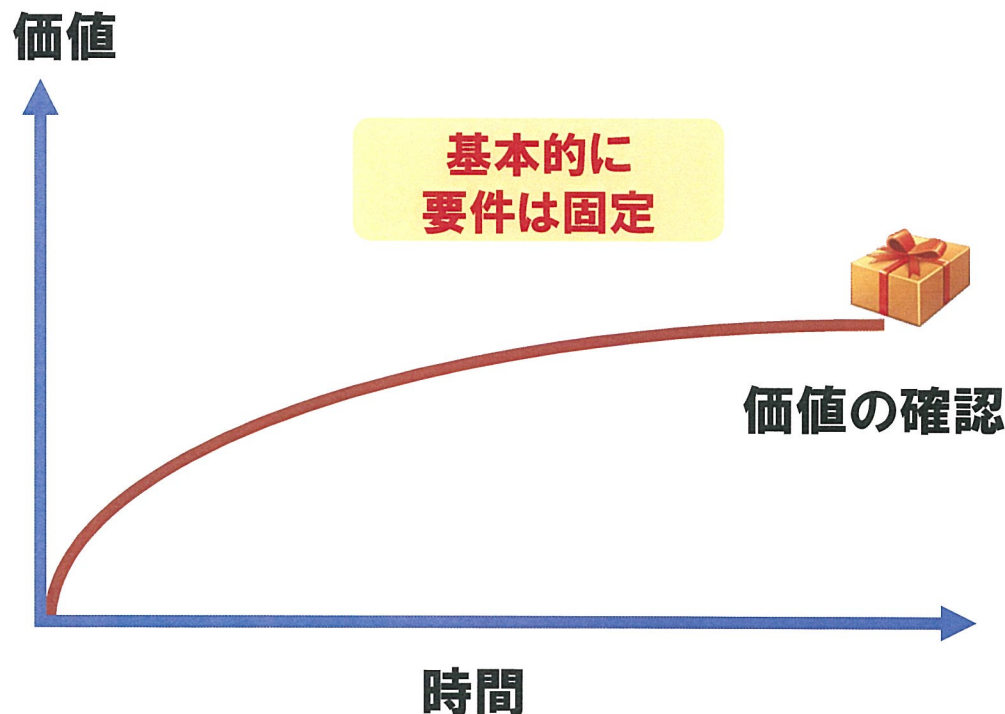 価値
基本的に
要件は固定
価値の確認
時間